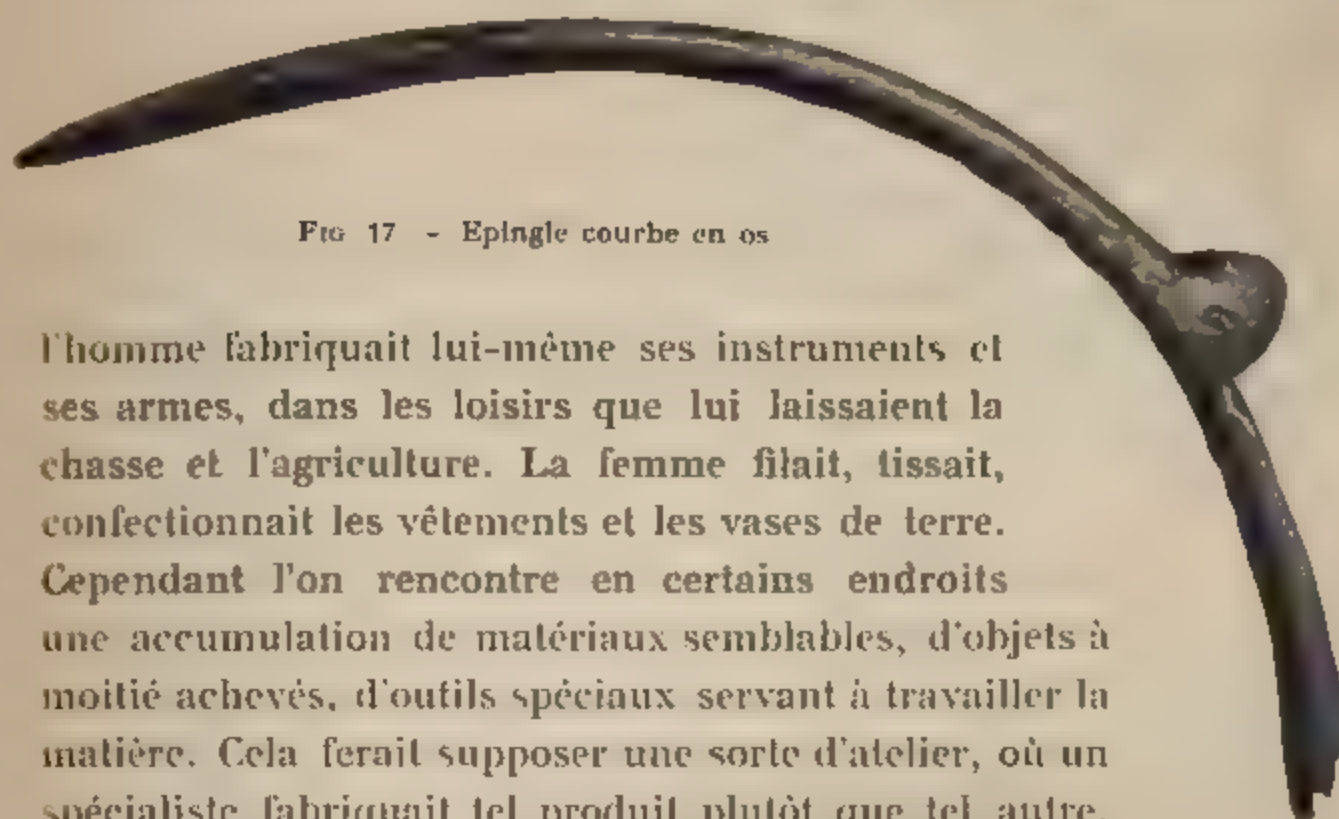 FIG 17 - Epingle courbe en os
l'homme fabriquait lui-même ses instruments et
ses armes, dans les loisirs que lui laissaient la
chasse et l'agriculture. La femme filait, tissait,
confectionnait les vêtements et les vases de terre.
Cependant l'on rencontre en certains endroits
une accumulation de matériaux semblables, d'objets à
moitié achevés, d'outils spéciaux servant à travailler la
matière. Cela ferait supposer une sorte d'atelier, où un
spécialiste fabriquait tel produit plutôt que tel autre.